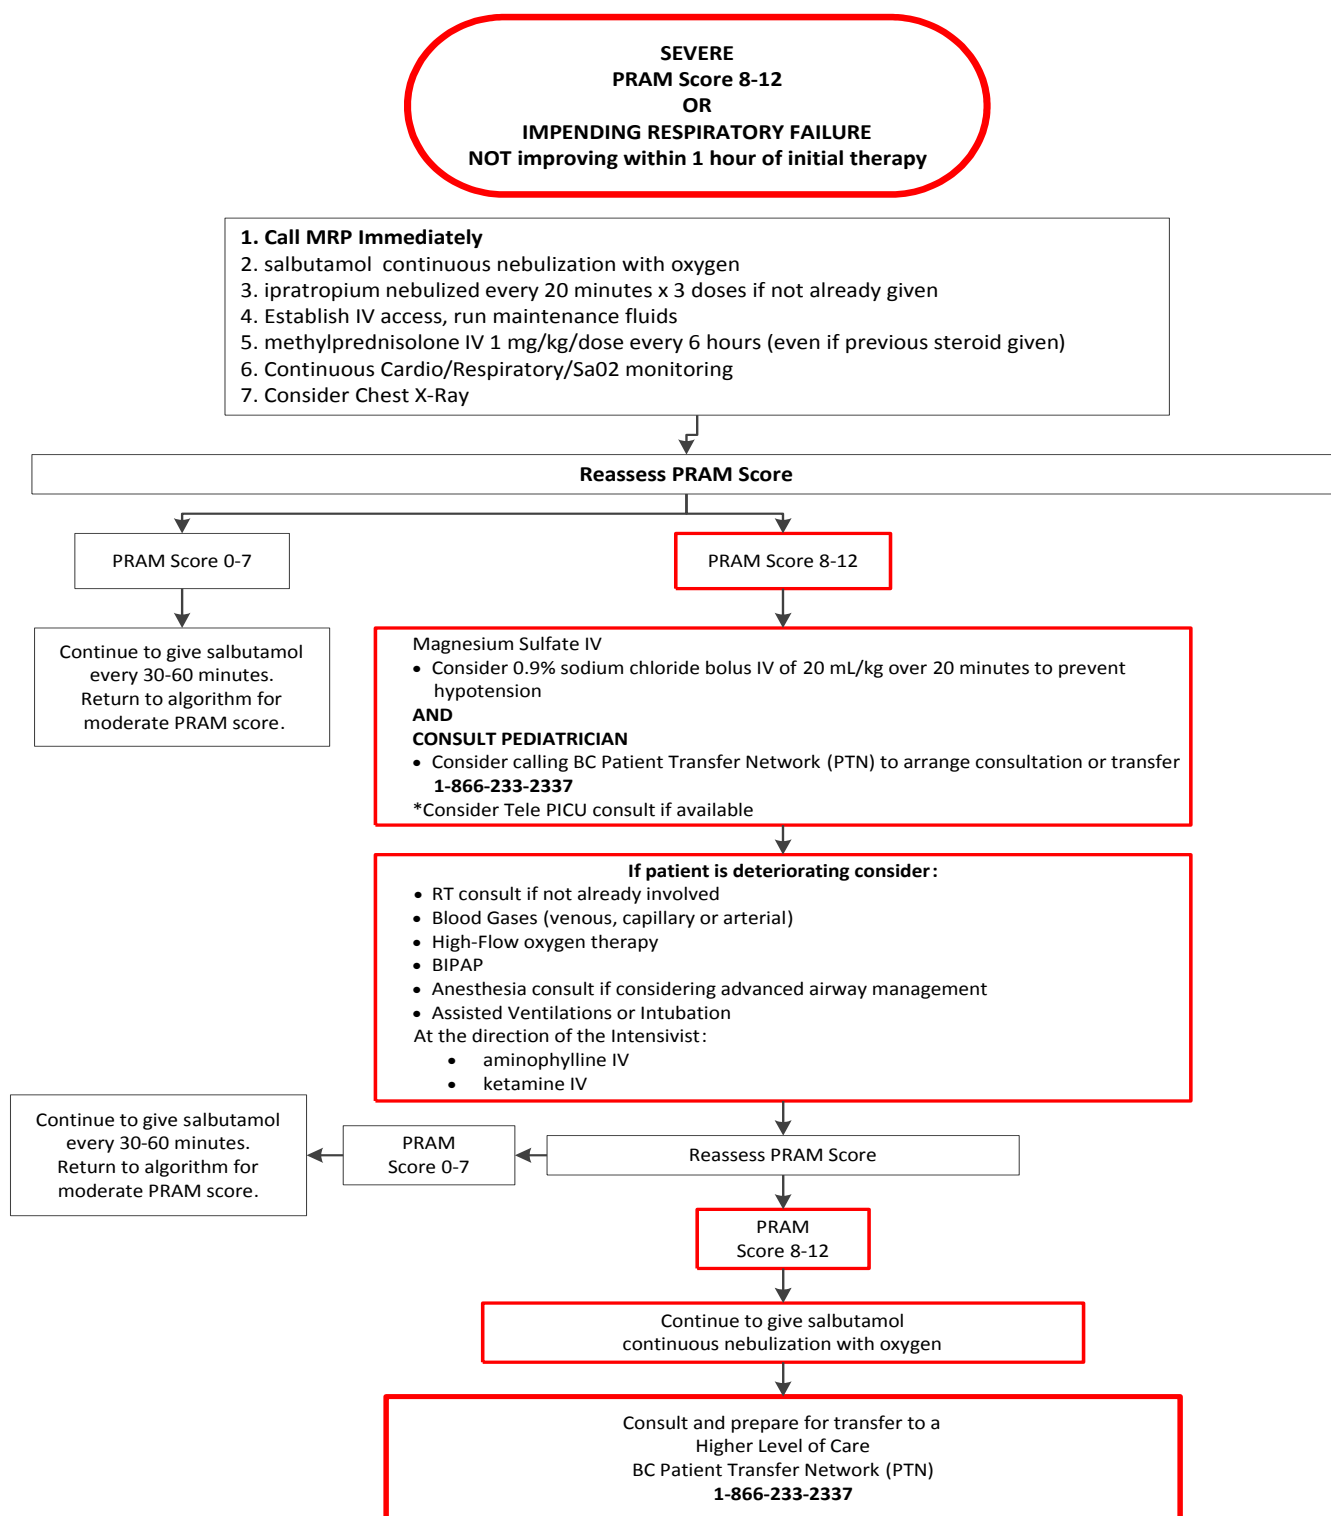 SEVERE
PRAM Score 8-12
OR
IMPENDING RESPIRATORY FAILURE
NOT improving within 1 hour of initial therapy
1. Call MRP Immediately
2. salbutamol continuous nebulization with oxygen
3. ipratropium nebulized every 20 minutes x 3 doses if not already given
4. Establish IV access, run maintenance fluids
5. methylprednisolone IV 1 mg/kg/dose every 6 hours (even if previous steroid given)
6. Continuous Cardio/Respiratory/Sa02 monitoring
7. Consider Chest X-Ray
Reassess PRAM Score
PRAM Score 0-7
PRAM Score 8-12
Continue to give salbutamol
every 30-60 minutes.
Return to algorithm for
moderate PRAM score.
Magnesium Sulfate IV
• Consider 0.9% sodium chloride bolus IV of 20 mL/kg over 20 minutes to prevent
hypotension
AND
CONSULT PEDIATRICIAN
• Consider calling BC Patient Transfer Network (PTN) to arrange consultation or transfer
1-866-233-2337
*Consider Tele PICU consult if available
If patient is deteriorating consider:
• RT consult if not already involved
• Blood Gases (venous, capillary or arterial)
• High-Flow oxygen therapy
• BIPAP
• Anesthesia consult if considering advanced airway management
• Assisted Ventilations or Intubation
At the direction of the Intensivist:
• aminophylline IV
• ketamine IV
Reassess PRAM Score
PRAM
Score 0-7
Continue to give salbutamol
every 30-60 minutes.
Return to algorithm for
moderate PRAM score.
PRAM
Score 8-12
Continue to give salbutamol
continuous nebulization with oxygen
Consult and prepare for transfer to a
Higher Level of Care
BC Patient Transfer Network (PTN)
1-866-233-2337